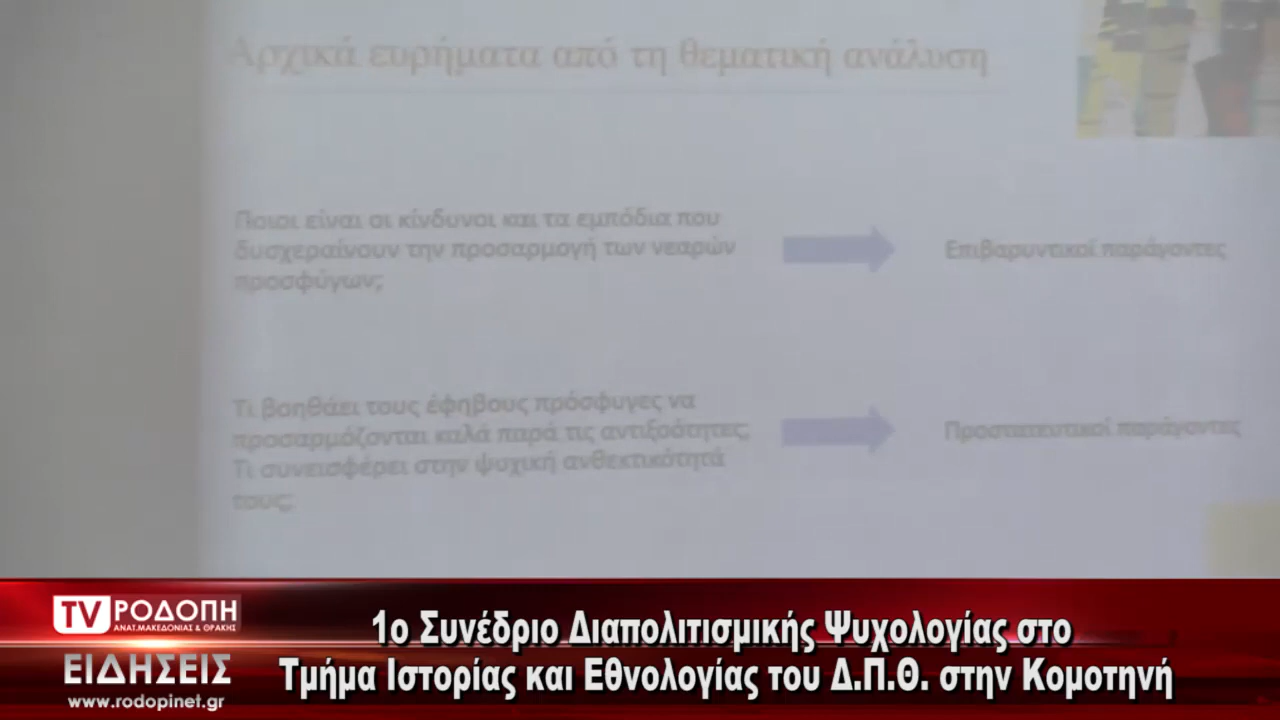 Αρχικά ευρήματα από τη θεματική ανάλυση
Ποιοι είναι οι κίνδυνοι και τα εμπόδια που
δυσχεραίνουν την προσαρμογή των νεαρών
προσφύγων;
Επιβαρυντικοί παράγοντες
Τι βοηθάει τους έφηβους πρόσφυγες να
προσαρμόζονται καλά παρά τις αντιξοότητες;
Τι συνεισφέρει στην ψυχική ανθεκτικότητά
τους;
Προστατευτικοί παράγοντες
TV ΡΟΔΟΠΗ
ΑΝΑΤ.ΜΑΚΕΔΟΝΙΑΣ & ΘΡΑΚΗΣ
ΕΙΔΗΣΕΙΣ
www.rodopinet.gr
1ο Συνέδριο Διαπολιτισμικής Ψυχολογίας στο
Τμήμα Ιστορίας και Εθνολογίας του Δ.Π.Θ. στην Κομοτηνή